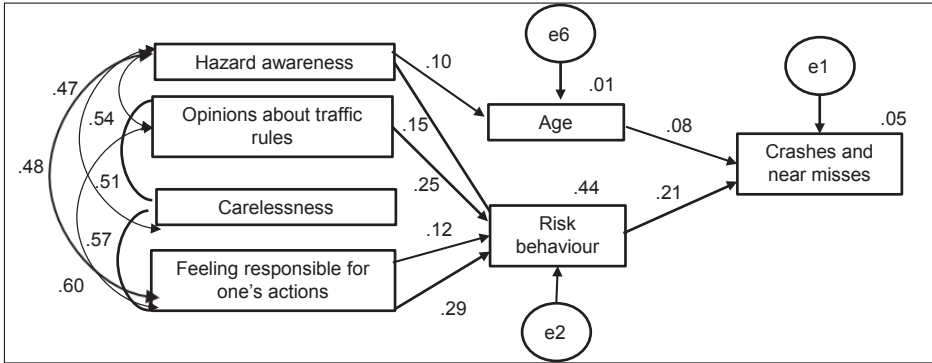 e6
e1
Hazard awareness
.10
.01
.47
.05
Opinions about traffic
rules
.54
.15
Age
.08
Crashes and
near misses
.48
.51
.25
.44
.21
Carelessness
Risk
behaviour
.57
.12
Feeling responsible for
one's actions
.60
.29
e2